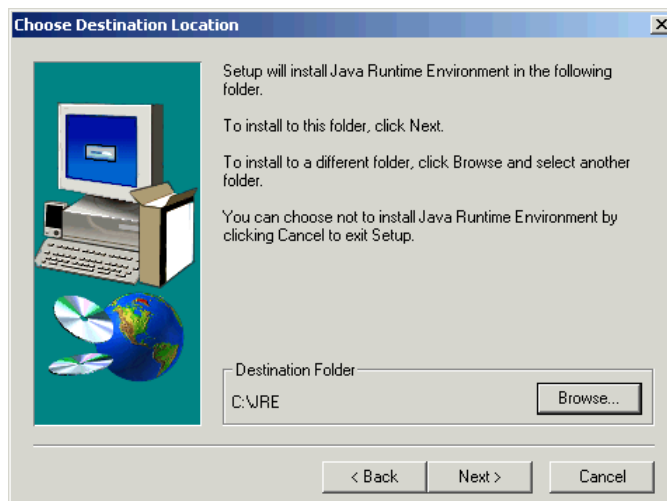 Choose Destination Location
Setup will install Java Runtime Environment in the following
folder.
To install to this folder, click Next.
To install to a different folder, click Browse and select another
folder.
You can choose not to install Java Runtime Environment by
clicking Cancel to exit Setup.
Destination Folder
C:\JRE
Browse...
< Back
Next >
Cancel